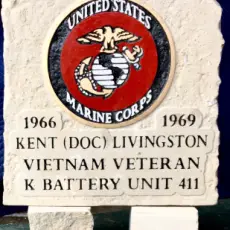 UNITED STATES
MARINE CORPS
1966 1969
KENT (DOC) LIVINGSTON
VIETNAM VETERAN
K BATTERY UNIT 411